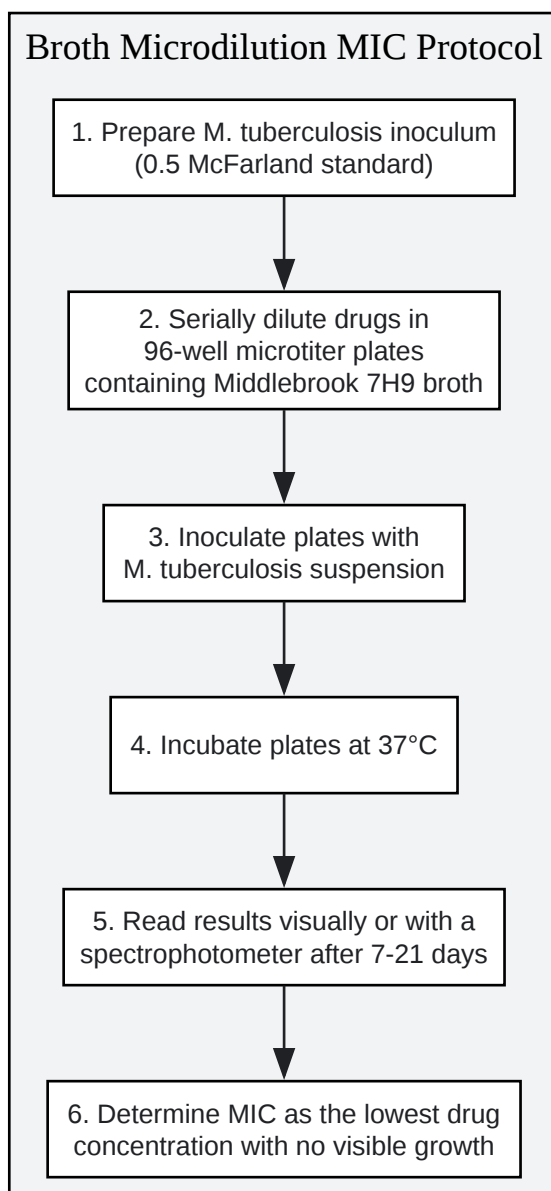 Broth Microdilution MIC Protocol
1. Prepare M. tuberculosis inoculum
(0.5 McFarland standard)
2. Serially dilute drugs in
96-well microtiter plates
containing Middlebrook 7H9 broth
3. Inoculate plates with
M. tuberculosis suspension
4. Incubate plates at 37°C
5. Read results visually or with a
spectrophotometer after 7-21 days
6. Determine MIC as the lowest drug
concentration with no visible growth